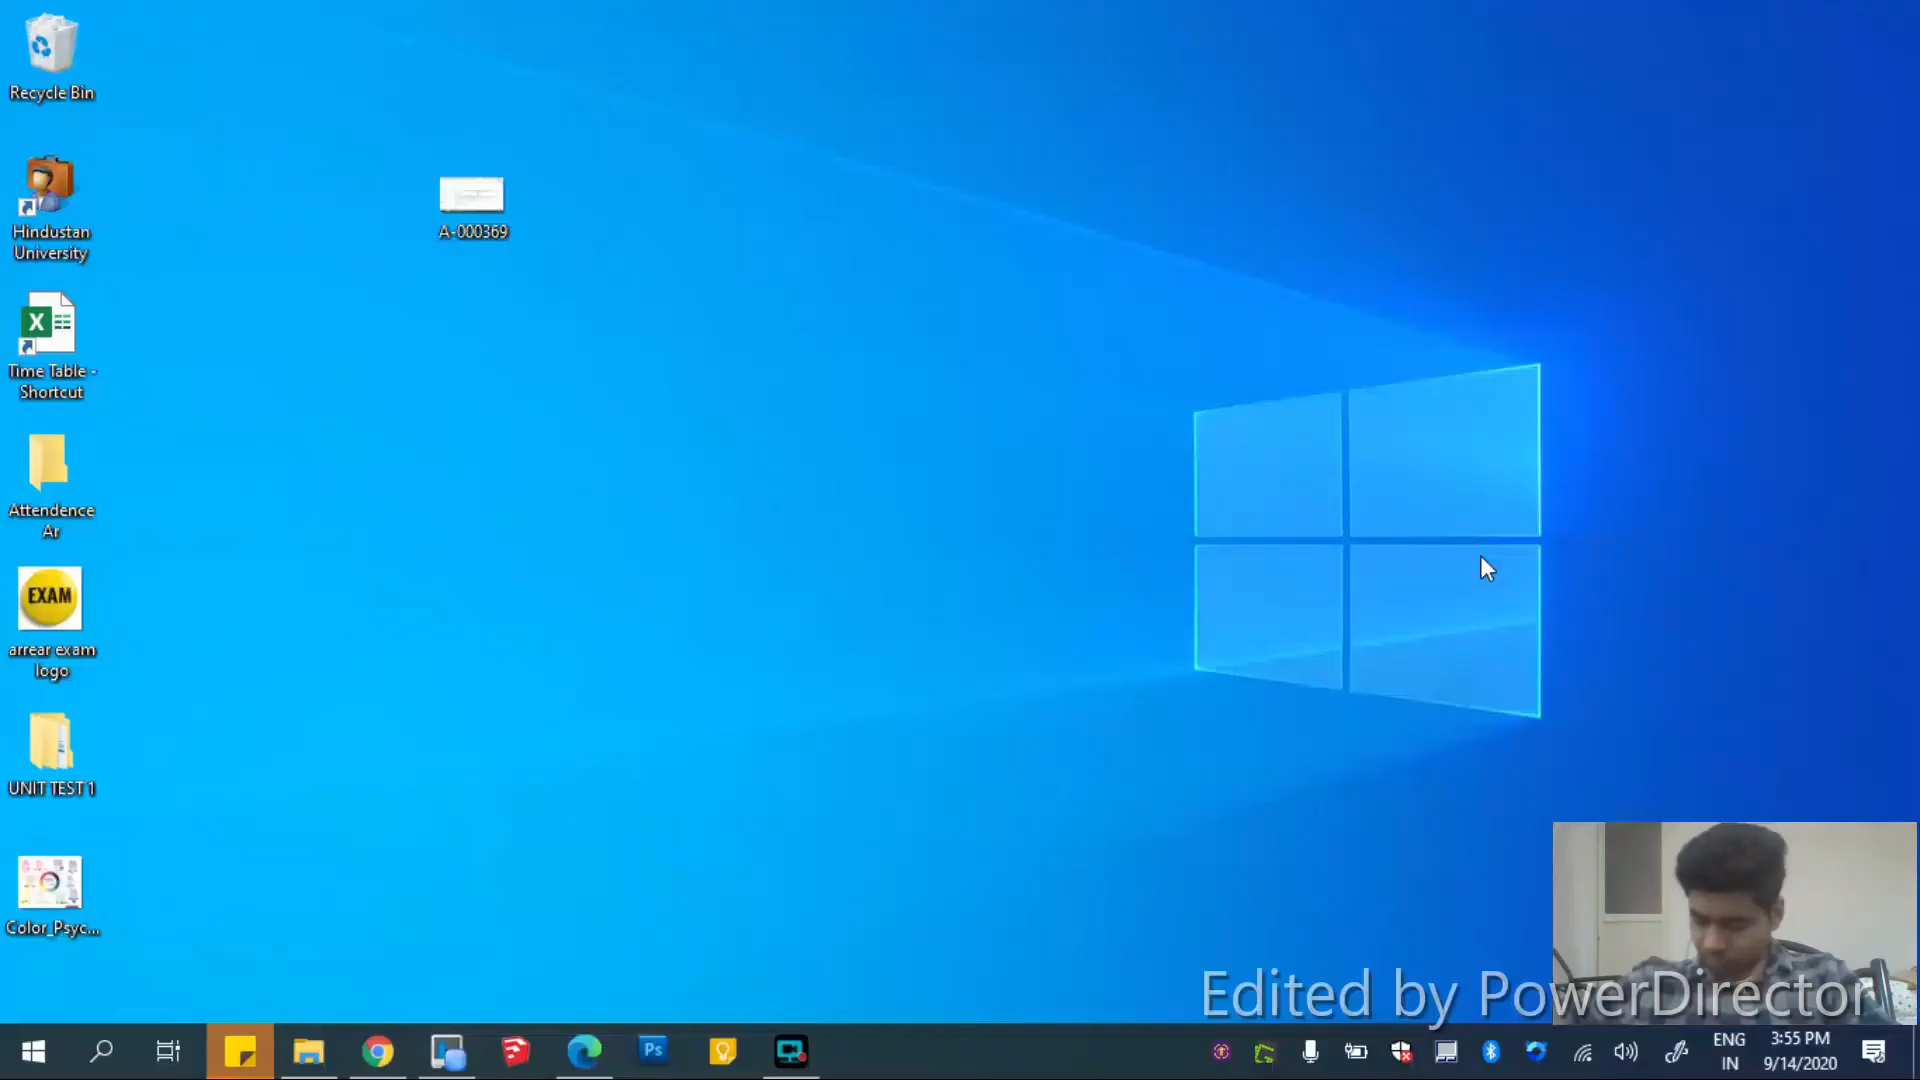 Recycle Bin
A-000369
Hindustan
University
Time Table -
Shortcut
Attendence
Ar
EXAM
arrear exam
logo
UNIT TEST 1
Color_Psyc...
Edited by PowerDirector
Ps
ENG
IN
3:55 PM
9/14/2020